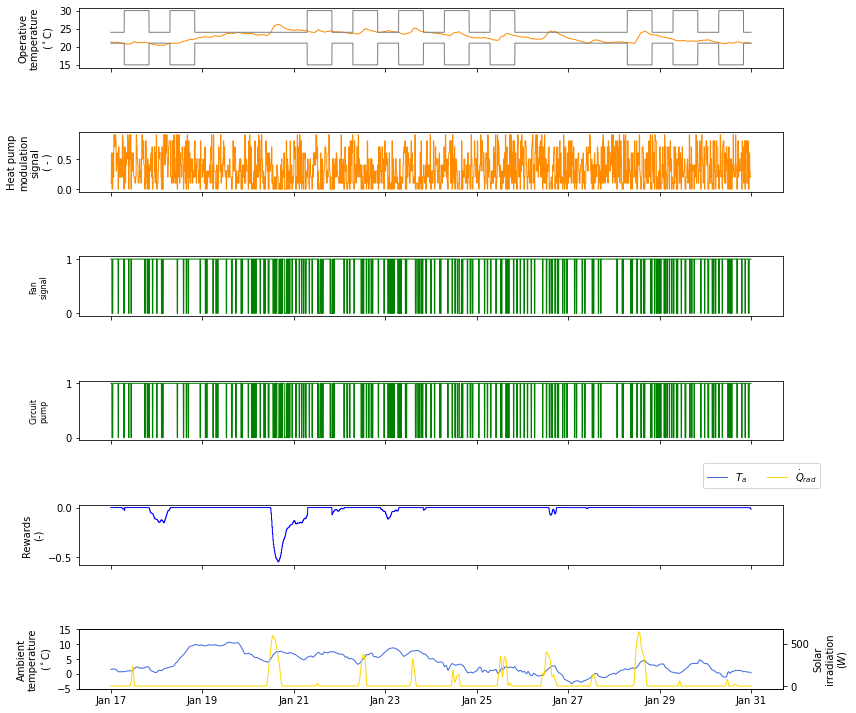 Operative
temperature
(°C)
30
25
20
15
Heat pump
modulation
signal
( - )
0.5
0.0
Fan
signal
1
0
Circuit
pump
1
0
T_a
Q̇_rad
Rewards
(-)
0.0
−0.5
Ambient
temperature
(°C)
15
10
5
0
−5
500
0
Solar
irradiation
(W)
Jan 17
Jan 19
Jan 21
Jan 23
Jan 25
Jan 27
Jan 29
Jan 31